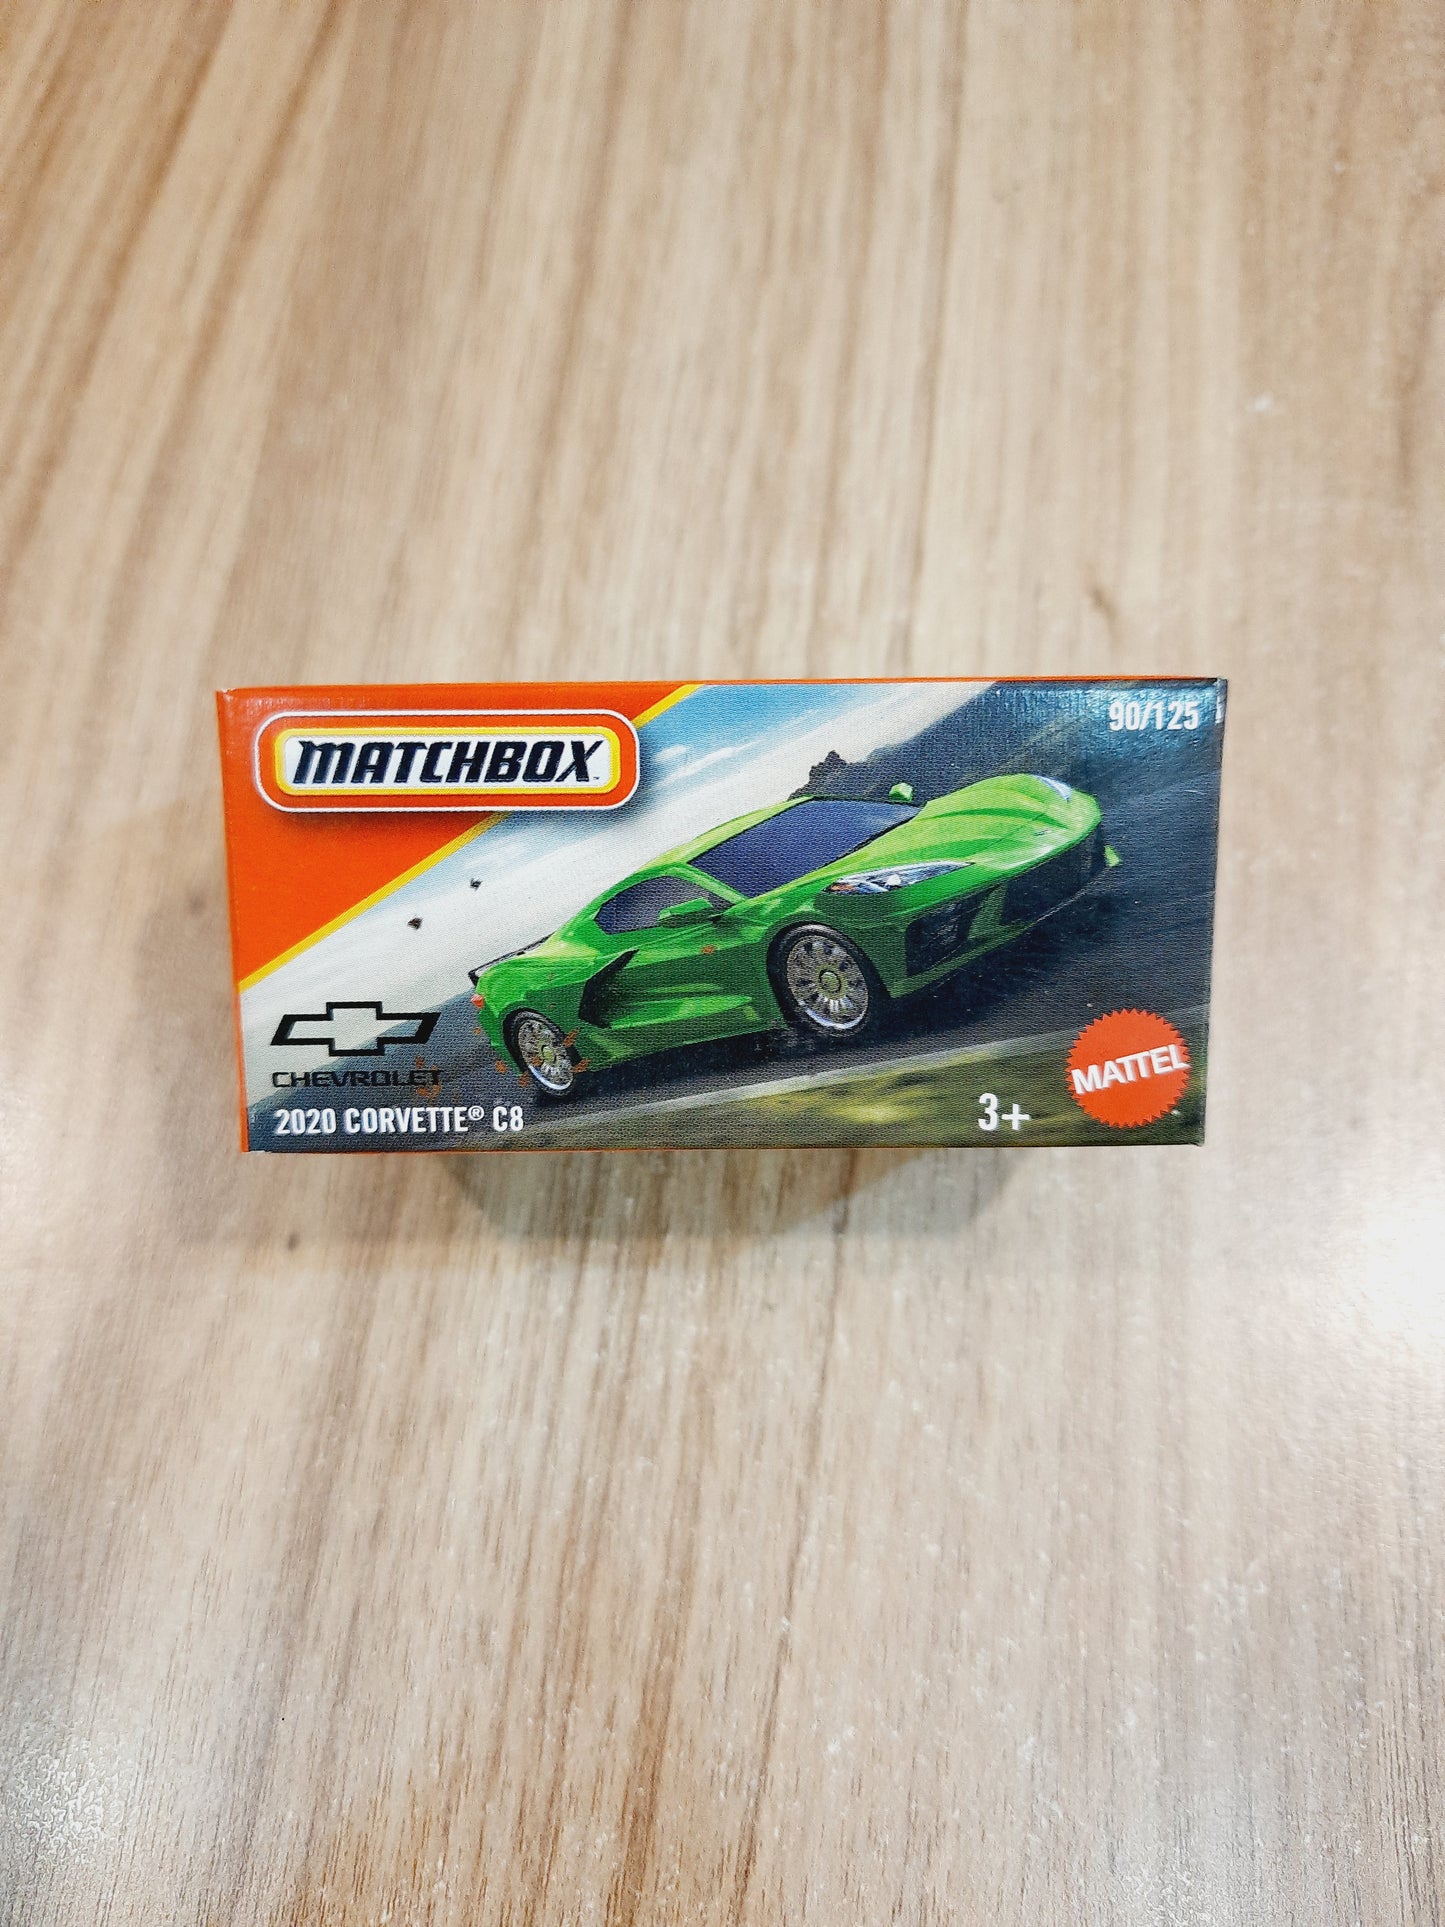 MATCHBOX
90/125
CHEVROLET
2020 CORVETTE® C8
3+
MATTEL